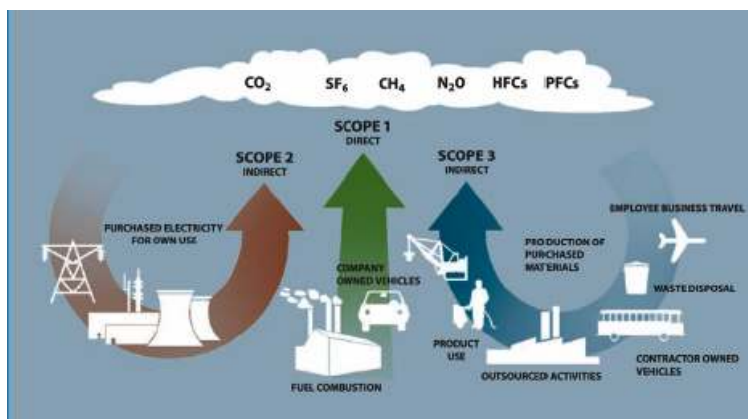 CO2
SF6
CH4
N2O
HFCs
PFCs
SCOPE 1
DIRECT
SCOPE 2
INDIRECT
SCOPE 3
INDIRECT
PURCHASED ELECTRICITY
FOR OWN USE
COMPANY
OWNED VEHICLES
FUEL COMBUSTION
PRODUCT
USE
PRODUCTION OF
PURCHASED
MATERIALS
OUTSOURCED ACTIVITIES
EMPLOYEE BUSINESS TRAVEL
WASTE DISPOSAL
CONTRACTOR OWNED
VEHICLES